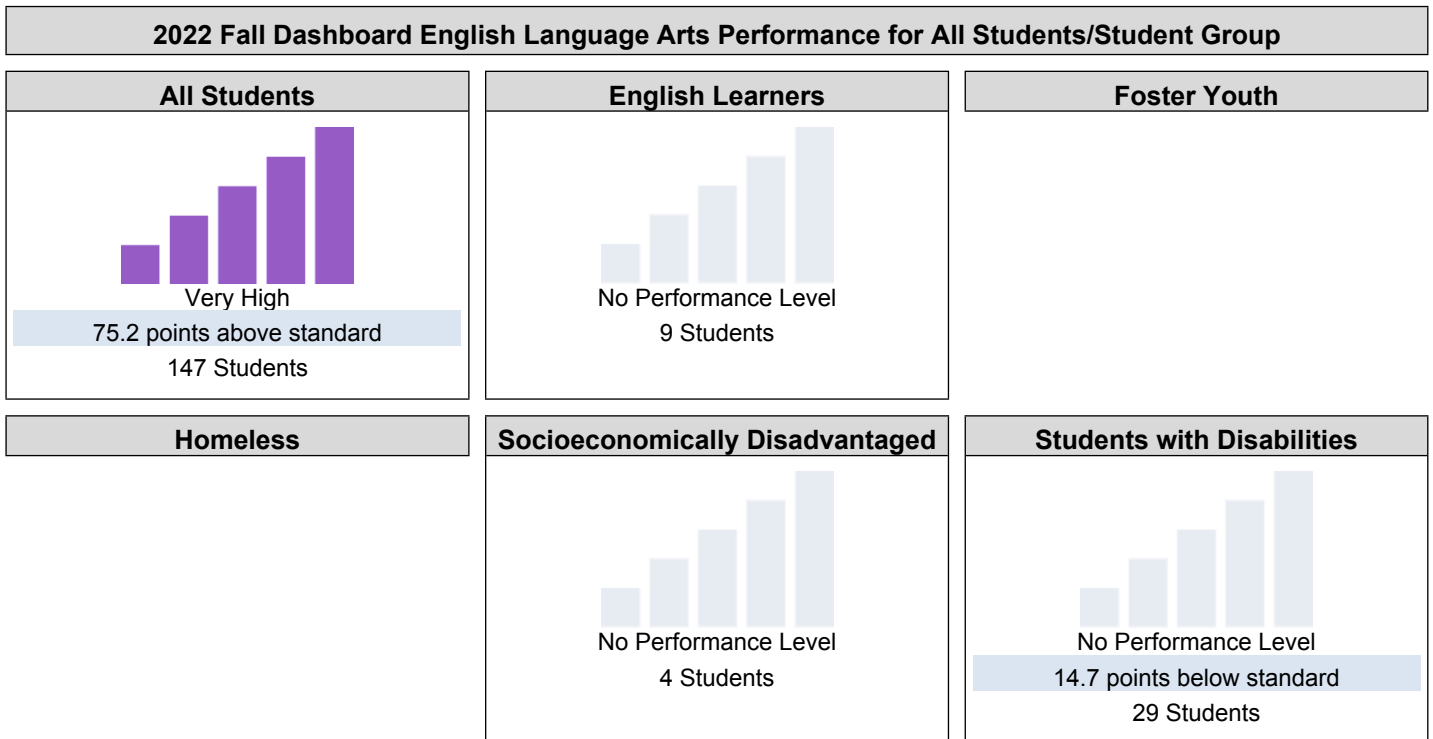 2022 Fall Dashboard English Language Arts Performance for All Students/Student Group
All Students
Very High
75.2 points above standard
147 Students
English Learners
No Performance Level
9 Students
Foster Youth
Homeless
Socioeconomically Disadvantaged
No Performance Level
4 Students
Students with Disabilities
No Performance Level
14.7 points below standard
29 Students